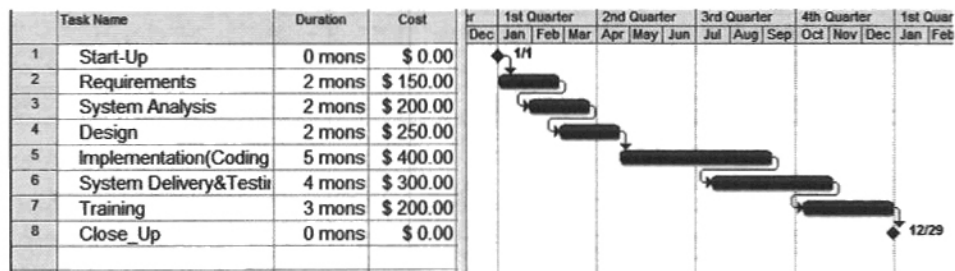 Task Name Duration Cost r 1st Quarter 2nd Quarter 3rd Quarter 4th Quarter 1st Quar
Dec Jan Feb Mar Apr May Jun Jul Aug Sep Oct Nov Dec Jan Feb
1 Start-Up 0 mons $ 0.00 1/1
2 Requirements 2 mons $ 150.00
3 System Analysis 2 mons $ 200.00
4 Design 2 mons $ 250.00
5 Implementation(Coding 5 mons $ 400.00
6 System Delivery&Testin 4 mons $ 300.00
7 Training 3 mons $ 200.00
8 Close_Up 0 mons $ 0.00 12/29